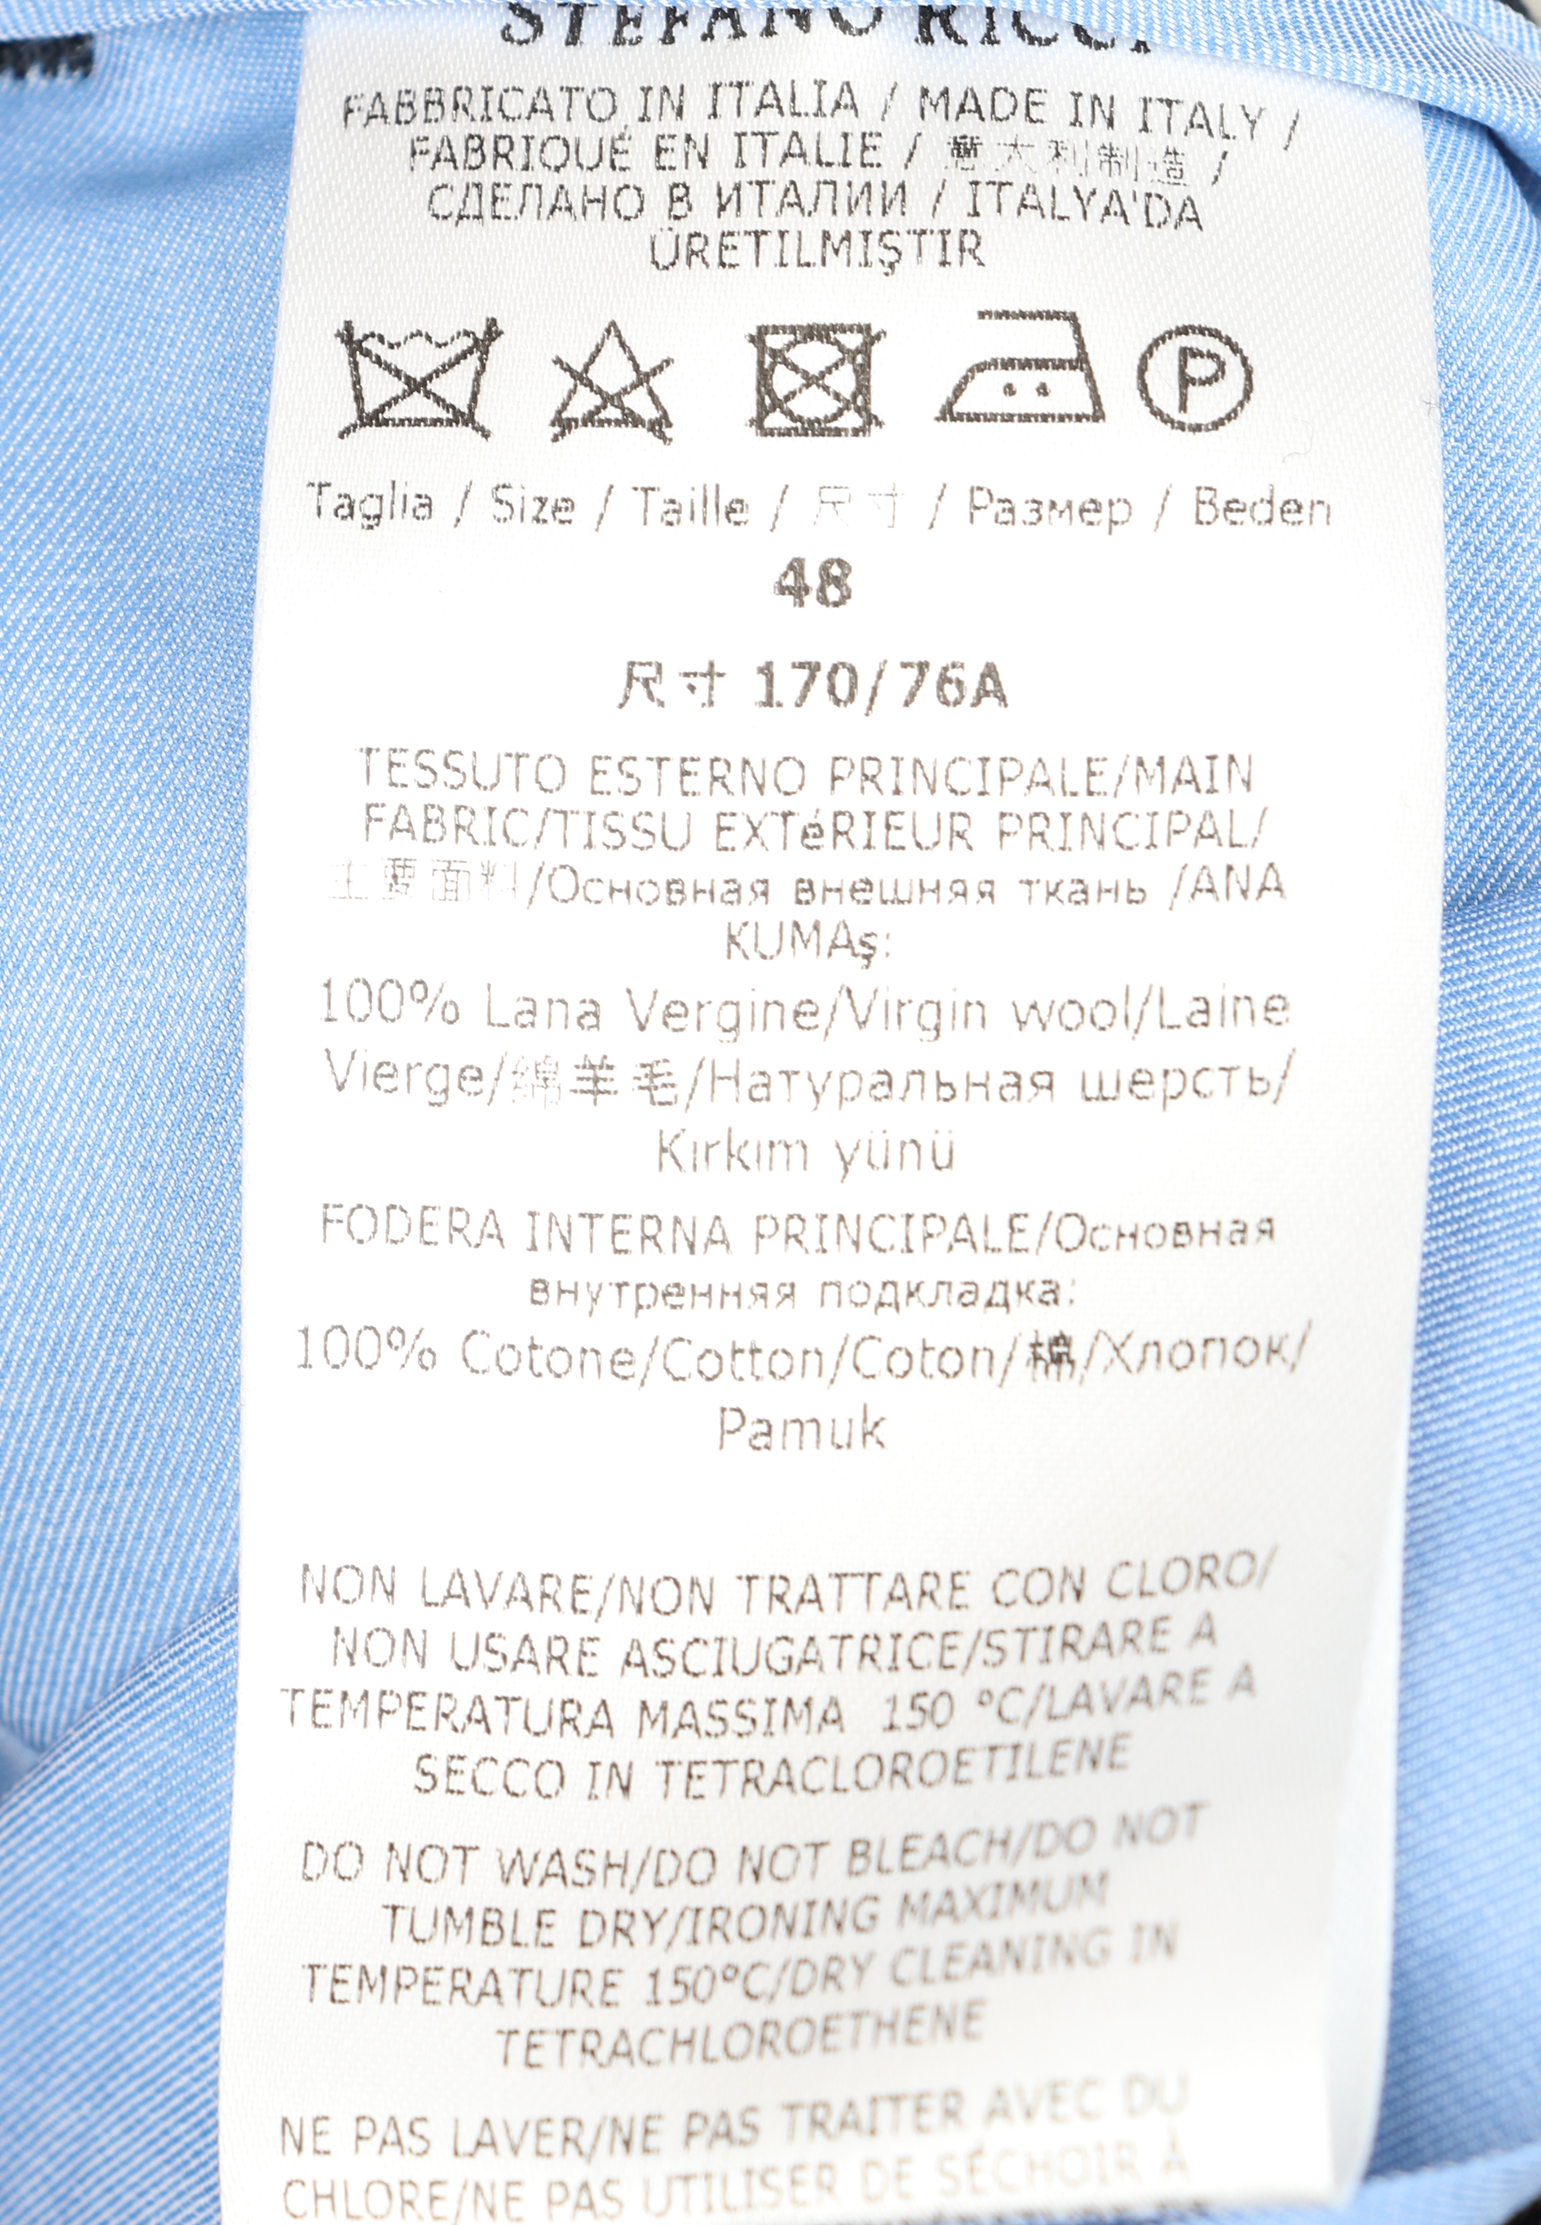 STEFANO RICCI
FABBRICATO IN ITALIA / MADE IN ITALY /
FABRIQUÉ EN ITALIE / 意大利制造 /
СДЕЛАНО В ИТАЛИИ / ITALYA'DA
ÜRETILMIŞTIR
P
Taglia / Size / Taille / 尺寸 / Размер / Beden
48
尺寸 170/76A
TESSUTO ESTERNO PRINCIPALE/MAIN
FABRIC/TISSU EXTéRIEUR PRINCIPAL/
主要面料/Основная внешняя ткань /ANA
KUMAş:
100% Lana Vergine/Virgin wool/Laine
Vierge/绵羊毛/Натуральная шерсть/
Kırkım yünü
FODERA INTERNA PRINCIPALE/Основная
внутренняя подкладка:
100% Cotone/Cotton/Coton/棉/Хлопок/
Pamuk
NON LAVARE/NON TRATTARE CON CLORO/
NON USARE ASCIUGATRICE/STIRARE A
TEMPERATURA MASSIMA 150 °C/LAVARE A
SECCO IN TETRACLOROETILENE
DO NOT WASH/DO NOT BLEACH/DO NOT
TUMBLE DRY/IRONING MAXIMUM
TEMPERATURE 150°C/DRY CLEANING IN
TETRACHLOROETHENE
NE PAS LAVER/NE PAS TRAITER AVEC DU
CHLORE/NE PAS UTILISER DE SÉCHOIR À